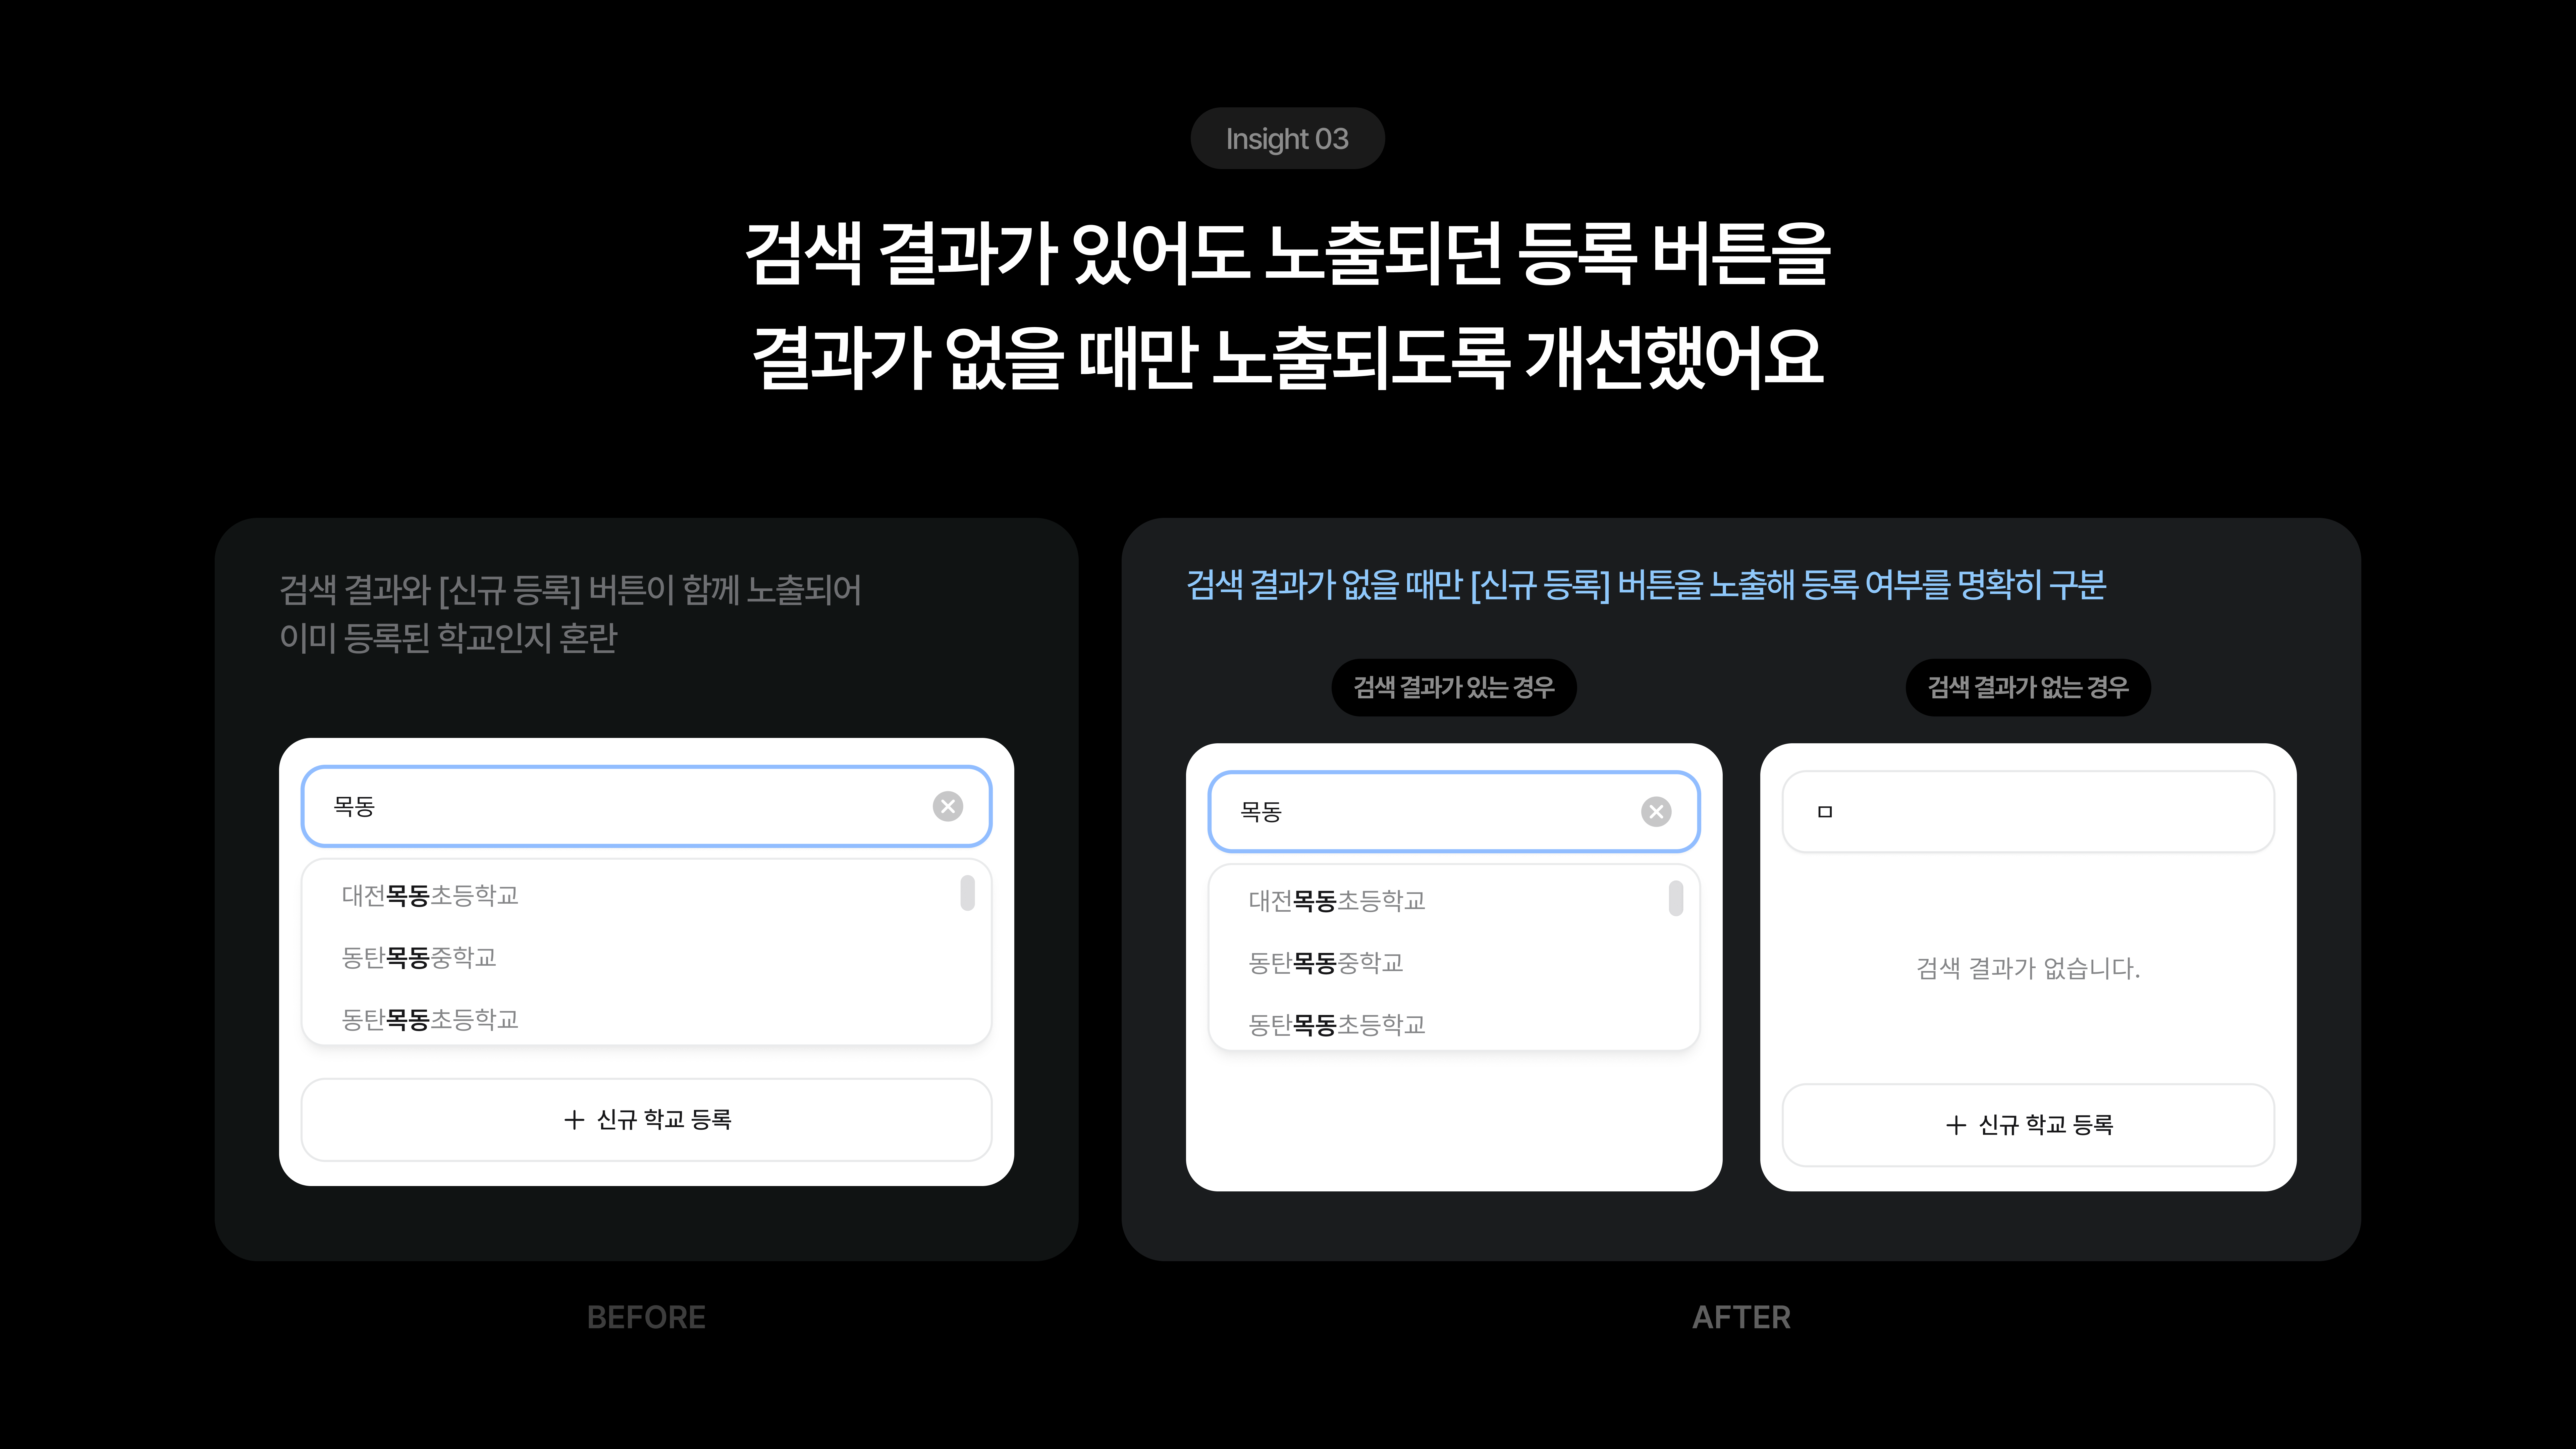 Insight 03
검색 결과가 있어도 노출되던 등록 버튼을
결과가 없을 때만 노출되도록 개선했어요
검색 결과와 [신규 등록] 버튼이 함께 노출되어
이미 등록된 학교인지 혼란
목동
대전목동초등학교
동탄목동중학교
동탄목동초등학교
+ 신규 학교 등록
BEFORE
검색 결과가 없을 때만 [신규 등록] 버튼을 노출해 등록 여부를 명확히 구분
검색 결과가 있는 경우
목동
대전목동초등학교
동탄목동중학교
동탄목동초등학교
검색 결과가 없는 경우
ㅁ
검색 결과가 없습니다.
+ 신규 학교 등록
AFTER